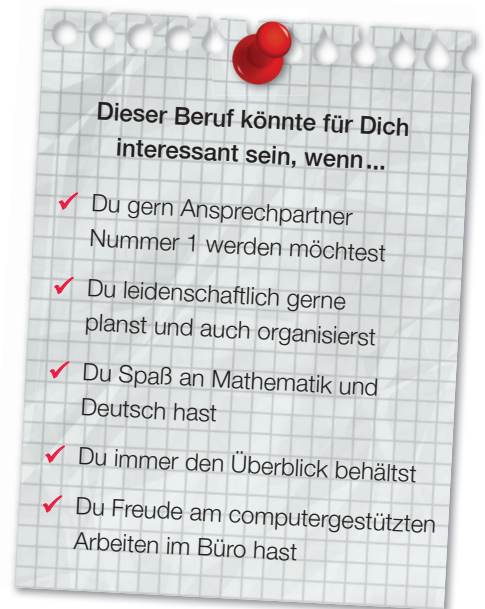 Dieser Beruf könnte für Dich
interessant sein, wenn...
Du gern Ansprechpartner
Nummer 1 werden möchtest
Du leidenschaftlich gerne
planst und auch organisierst
Du Spaß an Mathematik und
Deutsch hast
Du immer den Überblick behältst
Du Freude am computergestützten
Arbeiten im Büro hast